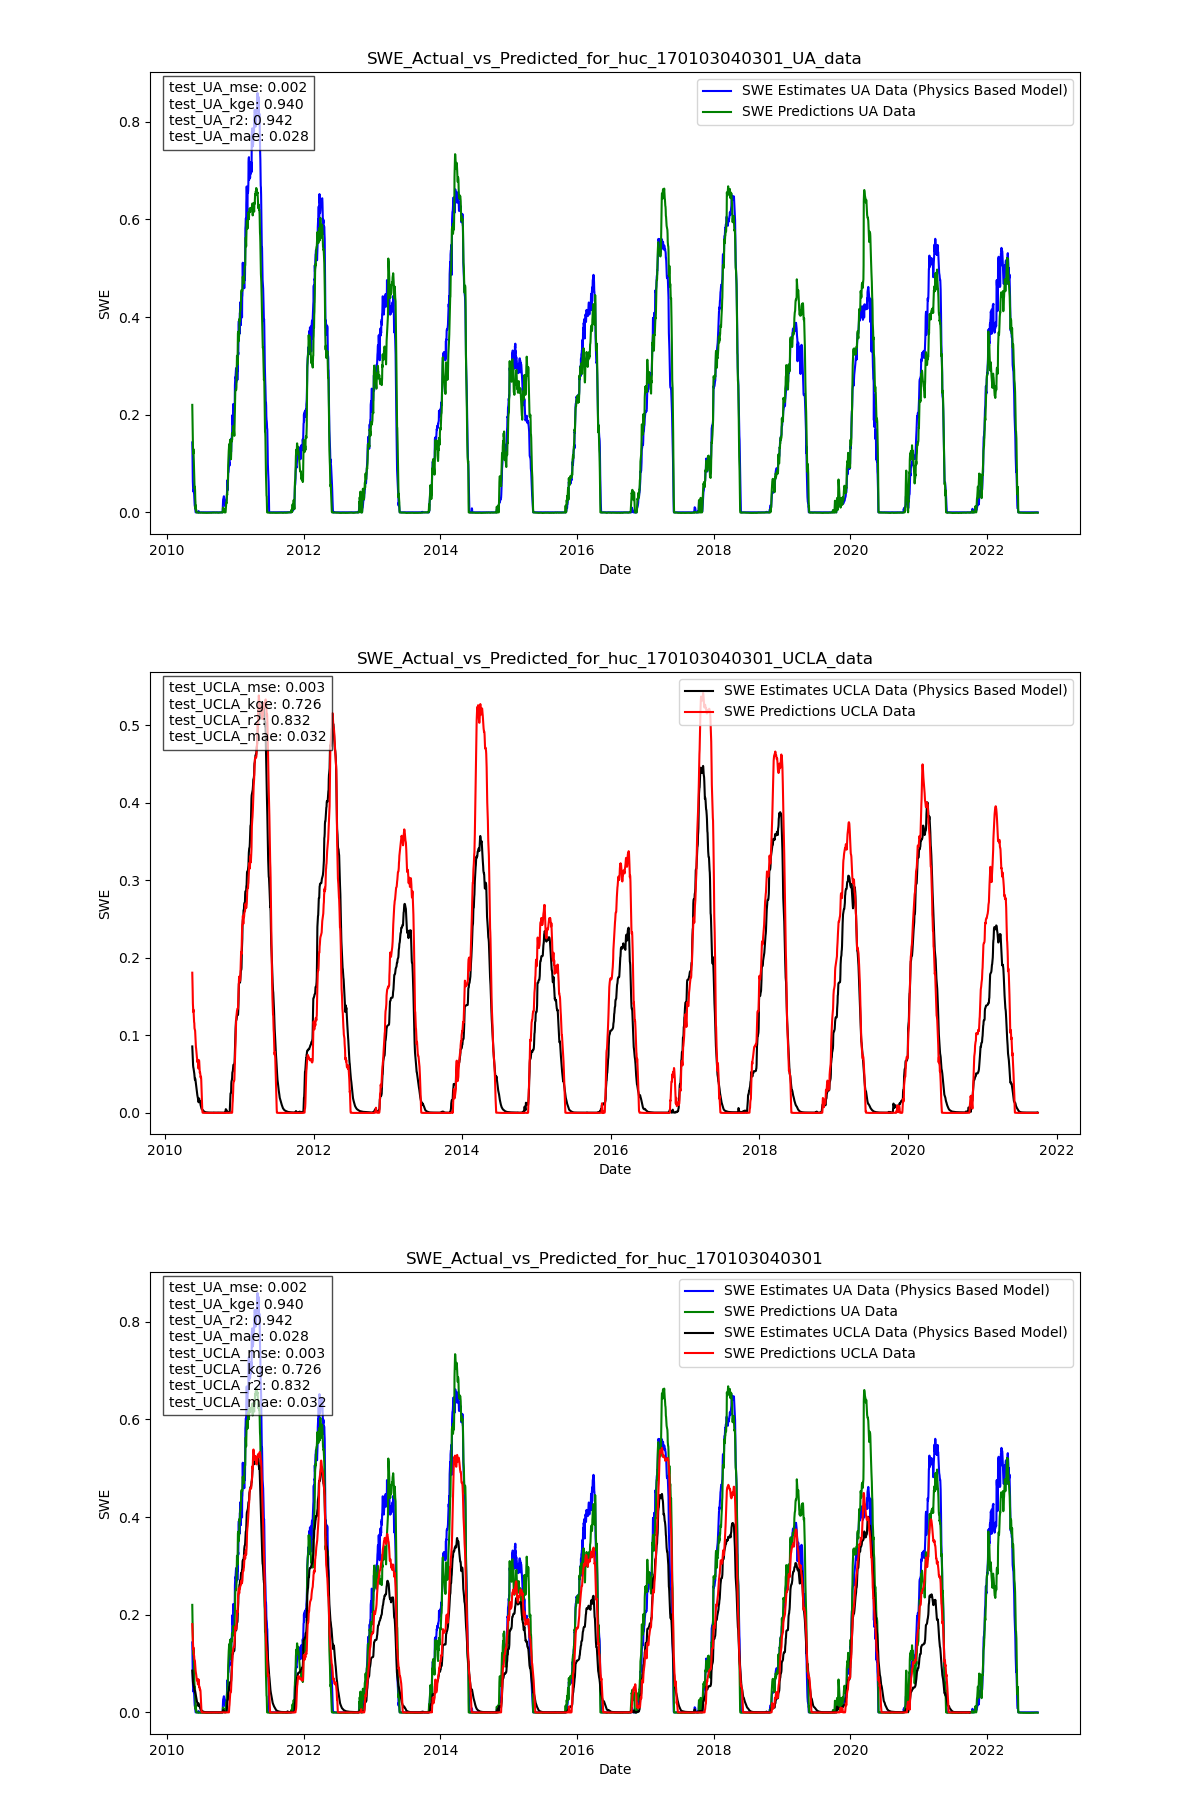 SWE_Actual_vs_Predicted_for_huc_170103040301_UA_data
test_UA_mse: 0.002
test_UA_kge: 0.940
test_UA_r2: 0.942
test_UA_mae: 0.028
SWE Estimates UA Data (Physics Based Model)
SWE Predictions UA Data
0.8
0.6
0.4
0.2
0.0
SWE
2010 2012 2014 2016 2018 2020 2022
Date
SWE_Actual_vs_Predicted_for_huc_170103040301_UCLA_data
test_UCLA_mse: 0.003
test_UCLA_kge: 0.726
test_UCLA_r2: 0.832
test_UCLA_mae: 0.032
SWE Estimates UCLA Data (Physics Based Model)
SWE Predictions UCLA Data
0.5
0.4
0.3
0.2
0.1
0.0
SWE
2010 2012 2014 2016 2018 2020 2022
Date
SWE_Actual_vs_Predicted_for_huc_170103040301
test_UA_mse: 0.002
test_UA_kge: 0.940
test_UA_r2: 0.942
test_UA_mae: 0.028
test_UCLA_mse: 0.003
test_UCLA_kge: 0.726
test_UCLA_r2: 0.832
test_UCLA_mae: 0.032
SWE Estimates UA Data (Physics Based Model)
SWE Predictions UA Data
SWE Estimates UCLA Data (Physics Based Model)
SWE Predictions UCLA Data
0.8
0.6
0.4
0.2
0.0
SWE
2010 2012 2014 2016 2018 2020 2022
Date